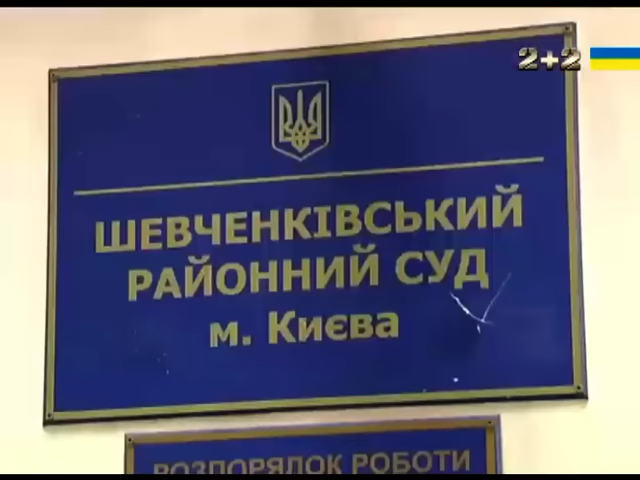 2+2
ШЕВЧЕНКІВСЬКИЙ
РАЙОННИЙ СУД
м. Києва
РОЗПОРЯДОК РОБОТИ